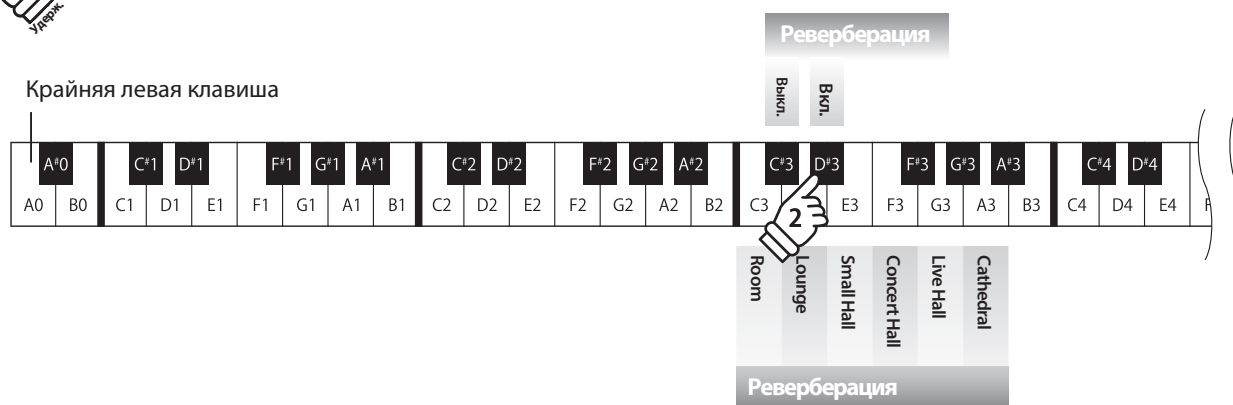 Удерж.
Реверберация
Выкл. Вкл.
Крайняя левая клавиша
A#0 C#1 D#1 F#1 G#1 A#1 C#2 D#2 F#2 G#2 A#2 C#3 D#3 F#3 G#3 A#3 C#4 D#4
A0 B0 C1 D1 E1 F1 G1 A1 B1 C2 D2 E2 F2 G2 A2 B2 C3 E3 F3 G3 A3 B3 C4 D4 E4
2
Room Lounge Small Hall Concert Hall Live Hall Cathedral
Реверберация